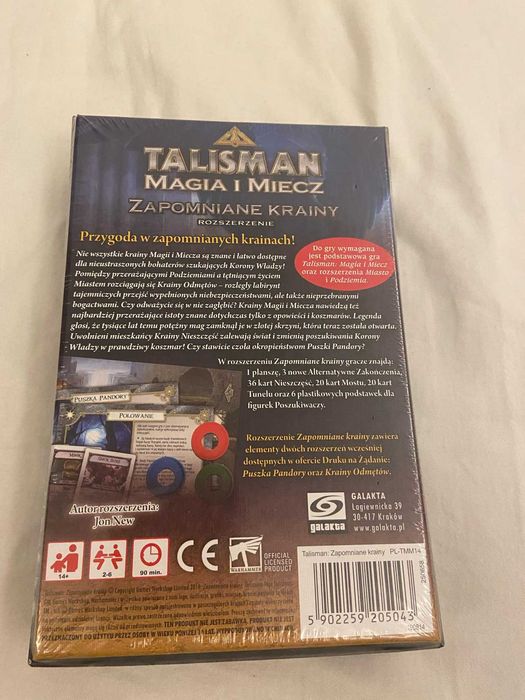 TALISMAN
MAGIA I MIECZ
ZAPOMNIANE KRAINY
ROZSZERZENIE
Przygoda w zapomnianych krainach!
Nie wszystkie krainy Magii i Miecza są znane i łatwo dostępne
dla nieustraszonych bohaterów szukających Korony Władzy!
Pomiędzy przerażającymi Podziemiami a tętniącym życiem
Miastem rozciągają się Krainy Odmętów – rozległy labirynt
tajemniczych przejść wypełnionych niebezpieczeństwami, ale także nieprzebranymi
bogactwami. Czy odważycie się w nie zagłębić? Krainy Magii i Miecza nawiedzą też
najbardziej przerażające istoty znane dotychczas tylko z opowieści i koszmarów. Legenda
głosi, że tysiące lat temu potężny mag zamknął je w złotej skrzyni, która teraz została otwarta.
Uwolnieni mieszkańcy Krainy Nieszczęść zalewają świat i zmienią poszukiwania Korony
Władzy w prawdziwy koszmar! Czy stawicie czoła okropieństwom Puszki Pandory?
Do gry wymagana
jest podstawowa gra
Talisman: Magia i Miecz
oraz rozszerzenia Miasto
i Podziemia.
W rozszerzeniu Zapomniane krainy gracze znajdą:
1 planszę, 3 nowe Alternatywne Zakończenia,
36 kart Nieszczęść, 20 kart Mostu, 20 kart
Tunelu oraz 6 plastikowych podstawek dla
figurek Poszukiwaczy.
PUSZKA PANDORY
POLOWANIE
Rozszerzenie Zapomniane krainy zawiera
elementy dwóch rozszerzeń wcześniej
dostępnych w ofercie Druku na Żądanie:
Puszkę Pandory oraz Krainy Odmętów.
Autor rozszerzenia:
Jon New
galakta
GALAKTA
Łagiewnicka 39
30-417 Kraków
www.galakta.pl
14+
2-6
90 min.
CE
WARHAMMER
OFFICIAL
LICENSED
PRODUCT
Talisman: Zapomniane krainy PL-TMM14
5 902259 205043